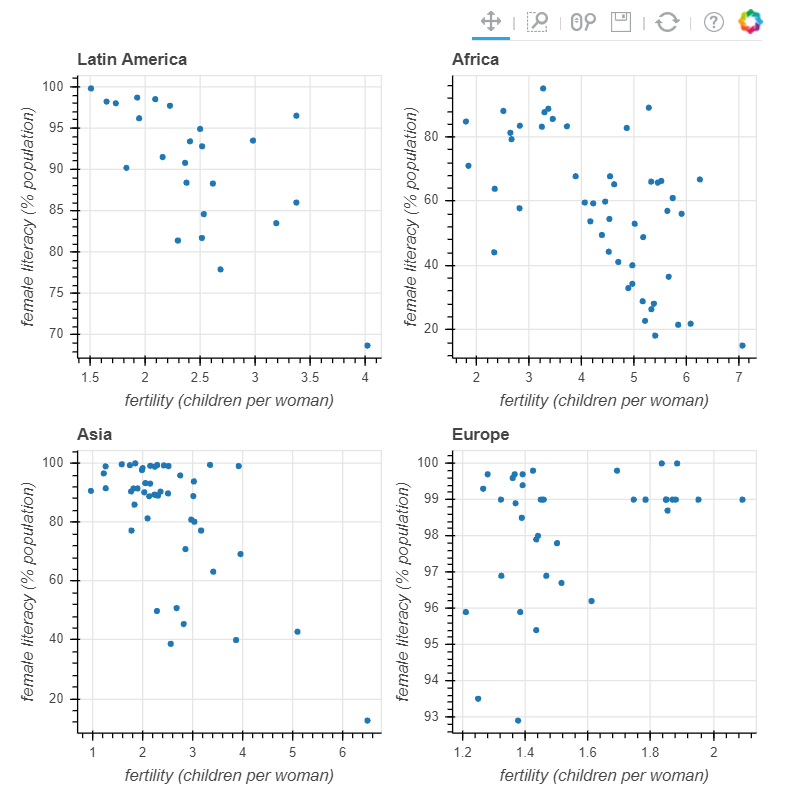 Latin America
100
95
90
85
80
75
70
female literacy (% population)
1.5 2 2.5 3 3.5 4
fertility (children per woman)
Africa
80
60
40
20
female literacy (% population)
2 3 4 5 6 7
fertility (children per woman)
Asia
100
80
60
40
20
female literacy (% population)
1 2 3 4 5 6
fertility (children per woman)
Europe
100
99
98
97
96
95
94
93
female literacy (% population)
1.2 1.4 1.6 1.8 2
fertility (children per woman)